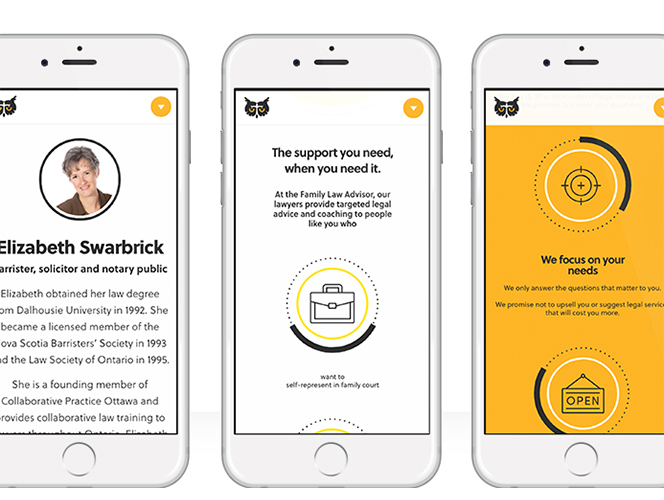 Elizabeth Swarbrick
arrister, solicitor and notary public
Elizabeth obtained her law degree
om Dalhousie University in 1992. She
became a licensed member of the
ova Scotia Barristers' Society in 1993
nd the Law Society of Ontario in 1995.
She is a founding member of
Collaborative Practice Ottawa and
provides collaborative law training to
The support you need,
when you need it.
At the Family Law Advisor, our
lawyers provide targeted legal
advice and coaching to people
like you who
want to
self-represent in family court
We focus on your
needs
We only answer the questions that matter to you.
We promise not to upsell you or suggest legal service
that will cost you more.
OPEN